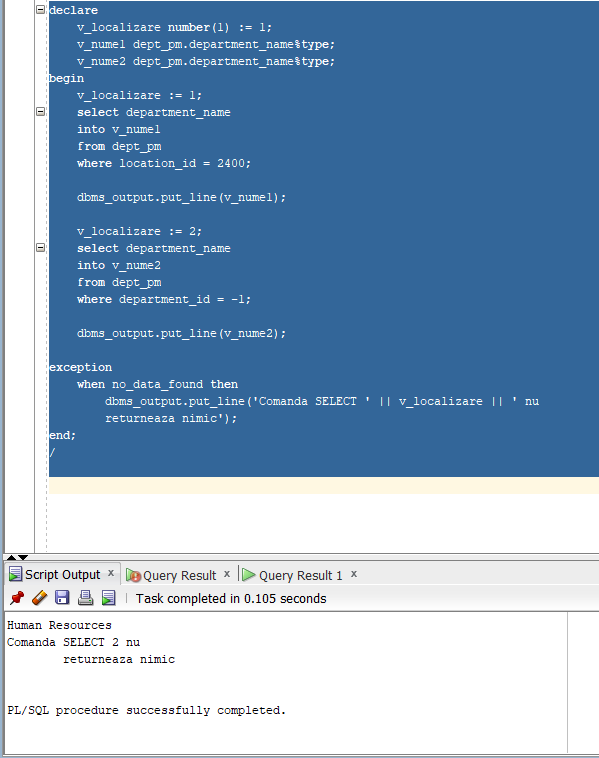 declare
    v_localizare number(1) := 1;
    v_nume1 dept_pm.department_name%type;
    v_nume2 dept_pm.department_name%type;
begin
    v_localizare := 1;
    select department_name
    into v_nume1
    from dept_pm
    where location_id = 2400;
    dbms_output.put_line(v_nume1);
    v_localizare := 2;
    select department_name
    into v_nume2
    from dept_pm
    where department_id = -1;
    dbms_output.put_line(v_nume2);
exception
    when no_data_found then
        dbms_output.put_line('Comanda SELECT ' || v_localizare || ' nu
        returneaza nimic');
end;
/
Script Output x Query Result x Query Result 1 x
Task completed in 0.105 seconds
Human Resources
Comanda SELECT 2 nu
        returneaza nimic
PL/SQL procedure successfully completed.